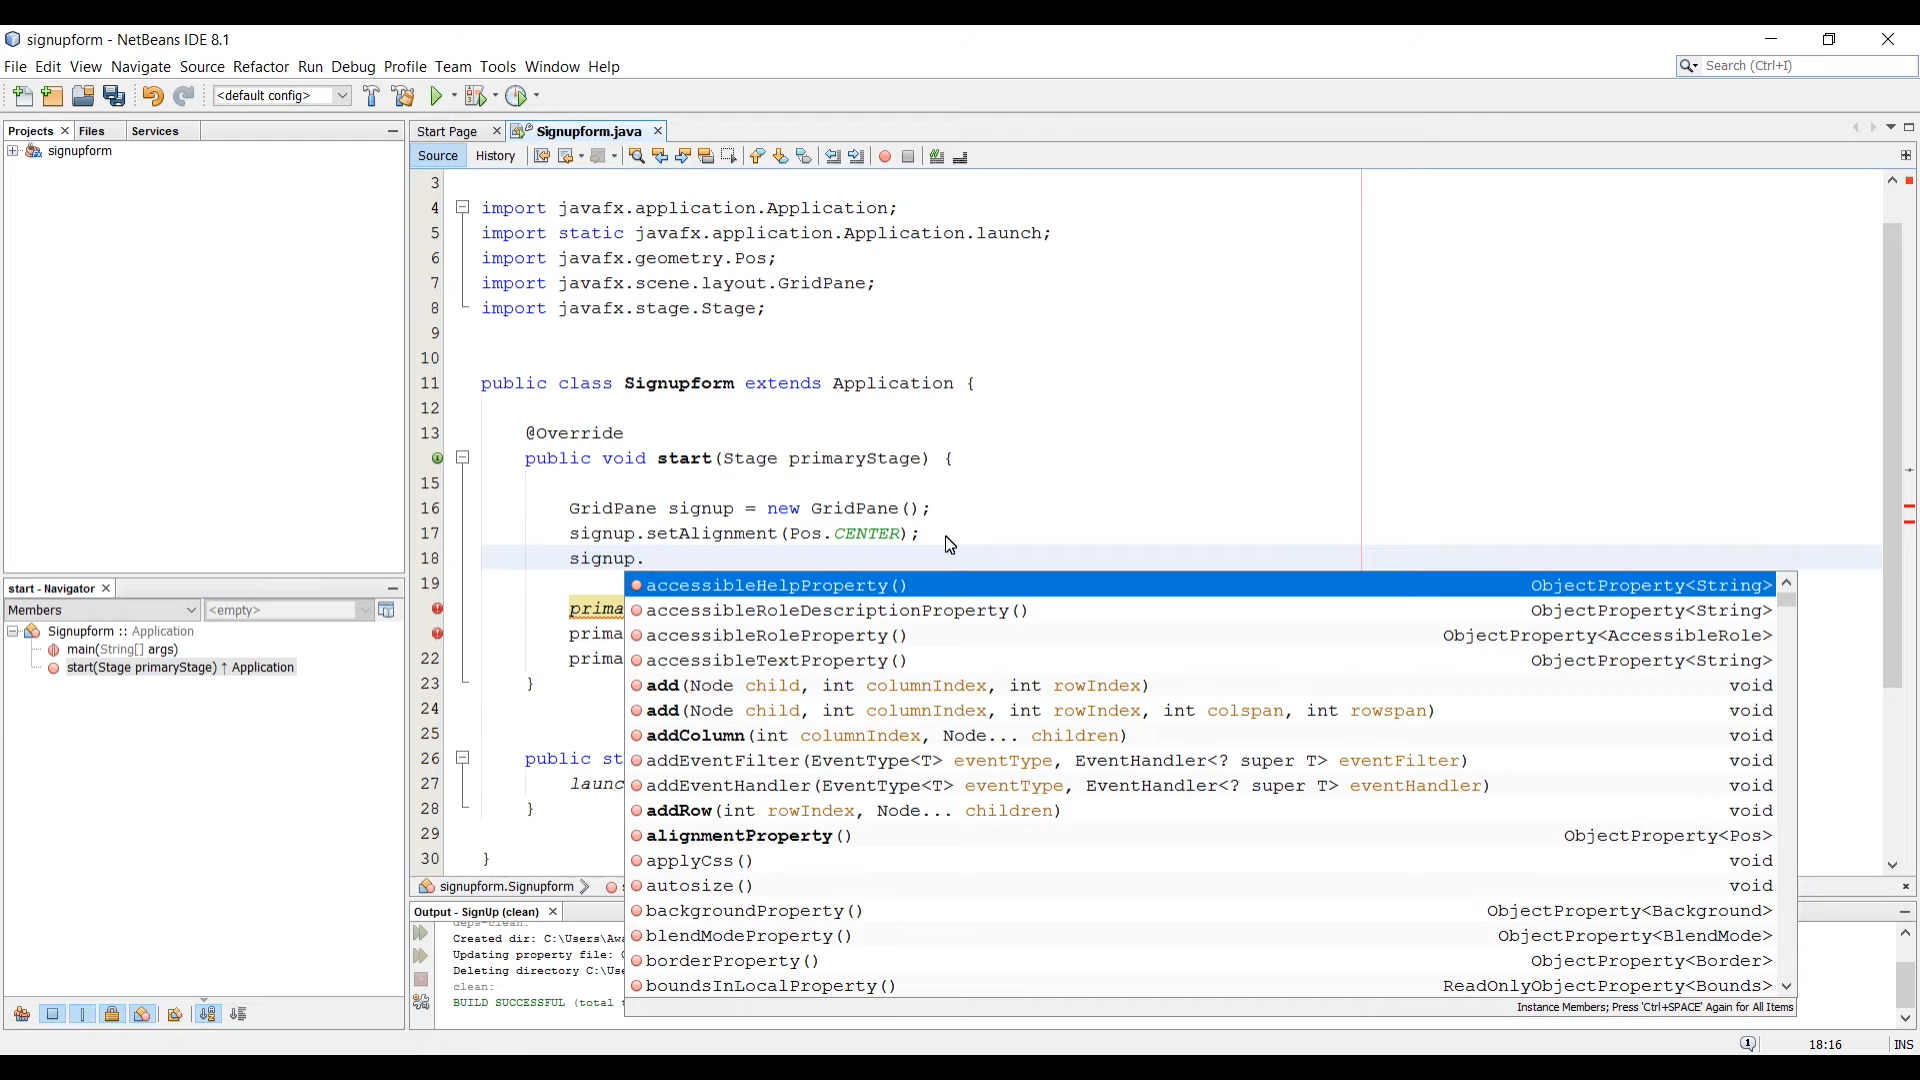 signupform - NetBeans IDE 8.1
File Edit View Navigate Source Refactor Run Debug Profile Team Tools Window Help
Search (Ctrl+I)
<default config>
Projects Files Services
signupform
Start Page Signupform.java
Source History
3
4 import javafx.application.Application;
5 import static javafx.application.Application.launch;
6 import javafx.geometry.Pos;
7 import javafx.scene.layout.GridPane;
8 import javafx.stage.Stage;
9
10
11 public class Signupform extends Application {
12
13 @Override
public void start(Stage primaryStage) {
15
16 GridPane signup = new GridPane();
17 signup.setAlignment(Pos.CENTER);
18 signup.
19
prima
prima
22 prima
23 }
24
25
26 public st
27 launc
28 }
29
30 }
accessibleHelpProperty() ObjectProperty<String>
accessibleRoleDescriptionProperty() ObjectProperty<String>
accessibleRoleProperty() ObjectProperty<AccessibleRole>
accessibleTextProperty() ObjectProperty<String>
add(Node child, int columnIndex, int rowIndex) void
add(Node child, int columnIndex, int rowIndex, int colspan, int rowspan) void
addColumn(int columnIndex, Node... children) void
addEventFilter(EventType<T> eventType, EventHandler<? super T> eventFilter) void
addEventHandler(EventType<T> eventType, EventHandler<? super T> eventHandler) void
addRow(int rowIndex, Node... children) void
alignmentProperty() ObjectProperty<Pos>
applyCss() void
autosize() void
backgroundProperty() ObjectProperty<Background>
blendModeProperty() ObjectProperty<BlendMode>
borderProperty() ObjectProperty<Border>
boundsInLocalProperty() ReadOnlyObjectProperty<Bounds>
Instance Members; Press 'Ctrl+SPACE' Again for All Items
start - Navigator
Members <empty>
Signupform :: Application
main(String[] args)
start(Stage primaryStage) ↑ Application
signupform.Signupform
Output - SignUp (clean)
deps-clean:
Created dir: C:\Users\Awa
Updating property file: C
Deleting directory C:\Use
clean:
BUILD SUCCESSFUL (total t
1 18:16 INS